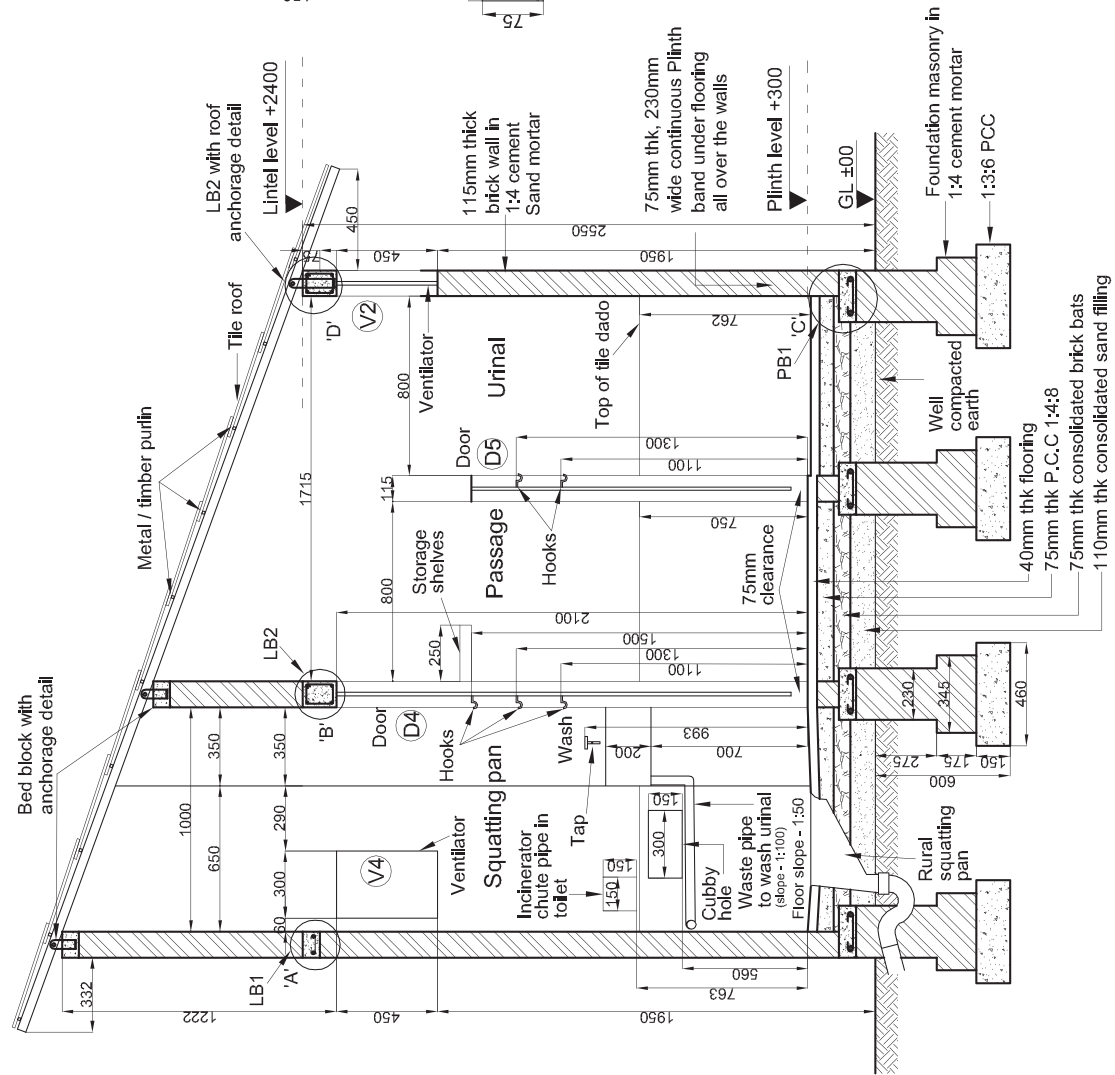 75
Bed block with
anchorage detail
Metal / timber purlin
Tile roof
LB2 with roof
anchorage detail
Lintel level +2400
332
LB1
'A'
1222
450
1950
60
300
290
650
1000
350
350
V4
Ventilator
'B'
LB2
Door
D4
Hooks
Squatting pan
Wash
Tap
200
993
700
Incinerator
chute pipe in
toilet
150
150
150
300
Cubby
hole
Waste pipe
to wash urinal
(slope - 1:100)
Floor slope - 1:50
560
763
Rural
squatting
pan
1715
800
115
800
250
Storage
shelves
Passage
Door
D5
Hooks
2100
1500
1300
1100
750
75mm
clearance
1300
1100
Urinal
Ventilator
V2
'D'
75
450
450
1950
2550
Top of tile dado
762
PB1
'C'
115mm thick
brick wall in
1:4 cement
Sand mortar
75mm thk, 230mm
wide continuous Plinth
band under flooring
all over the walls
Plinth level +300
GL ±00
Foundation masonry in
1:4 cement mortar
1:3:6 PCC
Well
compacted
earth
230
345
460
275
175
150
600
40mm thk flooring
75mm thk P.C.C 1:4:8
75mm thk consolidated brick bats
110mm thk consolidated sand filling